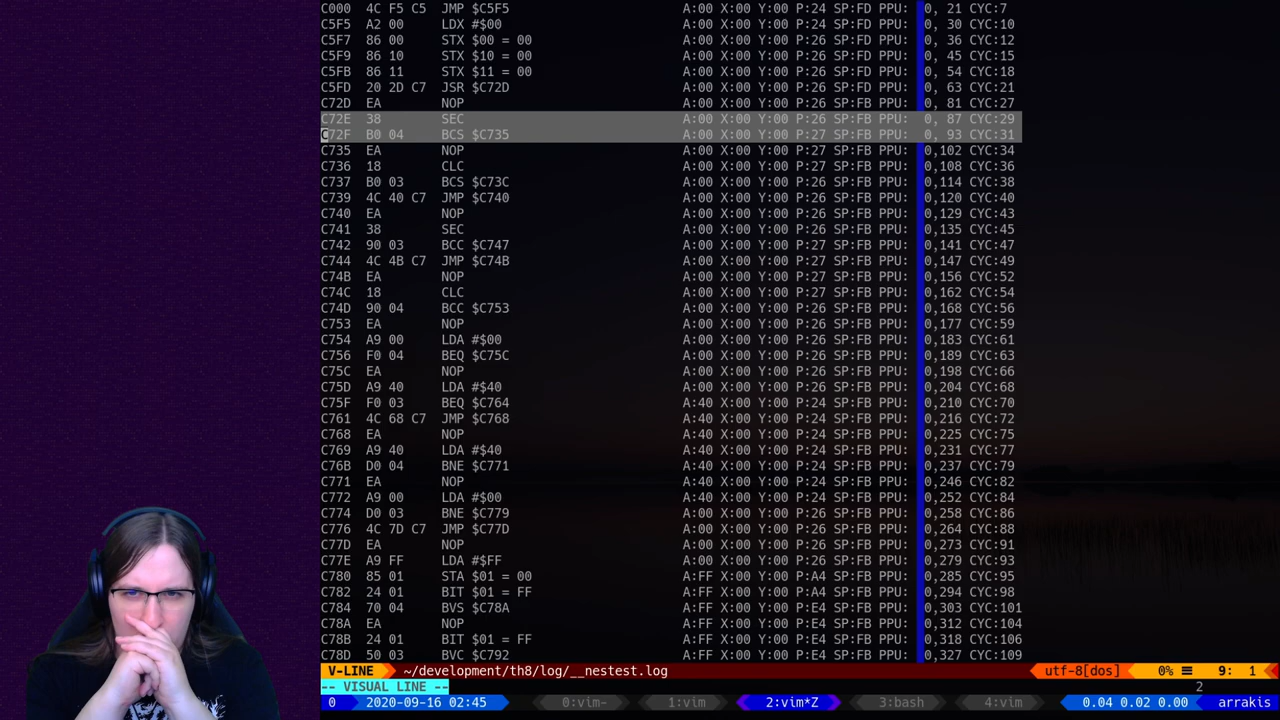 C000  4C F5 C5  JMP $C5F5                       A:00 X:00 Y:00 P:24 SP:FD PPU:  0, 21 CYC:7
C5F5  A2 00     LDX #$00                        A:00 X:00 Y:00 P:24 SP:FD PPU:  0, 30 CYC:10
C5F7  86 00     STX $00 = 00                    A:00 X:00 Y:00 P:26 SP:FD PPU:  0, 36 CYC:12
C5F9  86 10     STX $10 = 00                    A:00 X:00 Y:00 P:26 SP:FD PPU:  0, 45 CYC:15
C5FB  86 11     STX $11 = 00                    A:00 X:00 Y:00 P:26 SP:FD PPU:  0, 54 CYC:18
C5FD  20 2D C7  JSR $C72D                       A:00 X:00 Y:00 P:26 SP:FD PPU:  0, 63 CYC:21
C72D  EA        NOP                             A:00 X:00 Y:00 P:26 SP:FB PPU:  0, 81 CYC:27
C72E  38        SEC                             A:00 X:00 Y:00 P:26 SP:FB PPU:  0, 87 CYC:29
C72F  B0 04     BCS $C735                       A:00 X:00 Y:00 P:27 SP:FB PPU:  0, 93 CYC:31
C735  EA        NOP                             A:00 X:00 Y:00 P:27 SP:FB PPU:  0,102 CYC:34
C736  18        CLC                             A:00 X:00 Y:00 P:27 SP:FB PPU:  0,108 CYC:36
C737  B0 03     BCS $C73C                       A:00 X:00 Y:00 P:26 SP:FB PPU:  0,114 CYC:38
C739  4C 40 C7  JMP $C740                       A:00 X:00 Y:00 P:26 SP:FB PPU:  0,120 CYC:40
C740  EA        NOP                             A:00 X:00 Y:00 P:26 SP:FB PPU:  0,129 CYC:43
C741  38        SEC                             A:00 X:00 Y:00 P:26 SP:FB PPU:  0,135 CYC:45
C742  90 03     BCC $C747                       A:00 X:00 Y:00 P:27 SP:FB PPU:  0,141 CYC:47
C744  4C 4B C7  JMP $C74B                       A:00 X:00 Y:00 P:27 SP:FB PPU:  0,147 CYC:49
C74B  EA        NOP                             A:00 X:00 Y:00 P:27 SP:FB PPU:  0,156 CYC:52
C74C  18        CLC                             A:00 X:00 Y:00 P:27 SP:FB PPU:  0,162 CYC:54
C74D  90 04     BCC $C753                       A:00 X:00 Y:00 P:26 SP:FB PPU:  0,168 CYC:56
C753  EA        NOP                             A:00 X:00 Y:00 P:26 SP:FB PPU:  0,177 CYC:59
C754  A9 00     LDA #$00                        A:00 X:00 Y:00 P:26 SP:FB PPU:  0,183 CYC:61
C756  F0 04     BEQ $C75C                       A:00 X:00 Y:00 P:26 SP:FB PPU:  0,189 CYC:63
C75C  EA        NOP                             A:00 X:00 Y:00 P:26 SP:FB PPU:  0,198 CYC:66
C75D  A9 40     LDA #$40                        A:00 X:00 Y:00 P:26 SP:FB PPU:  0,204 CYC:68
C75F  F0 03     BEQ $C764                       A:40 X:00 Y:00 P:24 SP:FB PPU:  0,210 CYC:70
C761  4C 68 C7  JMP $C768                       A:40 X:00 Y:00 P:24 SP:FB PPU:  0,216 CYC:72
C768  EA        NOP                             A:40 X:00 Y:00 P:24 SP:FB PPU:  0,225 CYC:75
C769  A9 40     LDA #$40                        A:40 X:00 Y:00 P:24 SP:FB PPU:  0,231 CYC:77
C76B  D0 04     BNE $C771                       A:40 X:00 Y:00 P:24 SP:FB PPU:  0,237 CYC:79
C771  EA        NOP                             A:40 X:00 Y:00 P:24 SP:FB PPU:  0,246 CYC:82
C772  A9 00     LDA #$00                        A:40 X:00 Y:00 P:24 SP:FB PPU:  0,252 CYC:84
C774  D0 03     BNE $C779                       A:00 X:00 Y:00 P:26 SP:FB PPU:  0,258 CYC:86
C776  4C 7D C7  JMP $C77D                       A:00 X:00 Y:00 P:26 SP:FB PPU:  0,264 CYC:88
C77D  EA        NOP                             A:00 X:00 Y:00 P:26 SP:FB PPU:  0,273 CYC:91
C77E  A9 FF     LDA #$FF                        A:00 X:00 Y:00 P:26 SP:FB PPU:  0,279 CYC:93
C780  85 01     STA $01 = 00                    A:FF X:00 Y:00 P:A4 SP:FB PPU:  0,285 CYC:95
C782  24 01     BIT $01 = FF                    A:FF X:00 Y:00 P:A4 SP:FB PPU:  0,294 CYC:98
C784  70 04     BVS $C78A                       A:FF X:00 Y:00 P:E4 SP:FB PPU:  0,303 CYC:101
C78A  EA        NOP                             A:FF X:00 Y:00 P:E4 SP:FB PPU:  0,312 CYC:104
C78B  24 01     BIT $01 = FF                    A:FF X:00 Y:00 P:E4 SP:FB PPU:  0,318 CYC:106
C78D  50 03     BVC $C792                       A:FF X:00 Y:00 P:E4 SP:FB PPU:  0,327 CYC:109
V-LINE ~/development/th8/log/__nestest.log utf-8[dos] 0% 9: 1
-- VISUAL LINE -- 2
0 2020-09-16 02:45 0:vim- 1:vim 2:vim*Z 3:bash 4:vim 0.04 0.02 0.00 arrakis